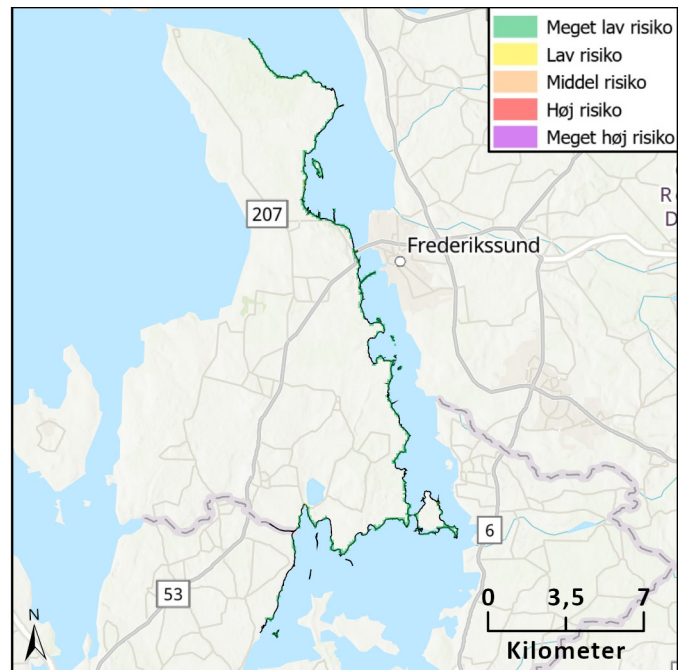 Meget lav risiko
Lav risiko
Middel risiko
Høj risiko
Meget høj risiko
R
D
207
Frederikssund
6
53
0 3,5 7
Kilometer
N